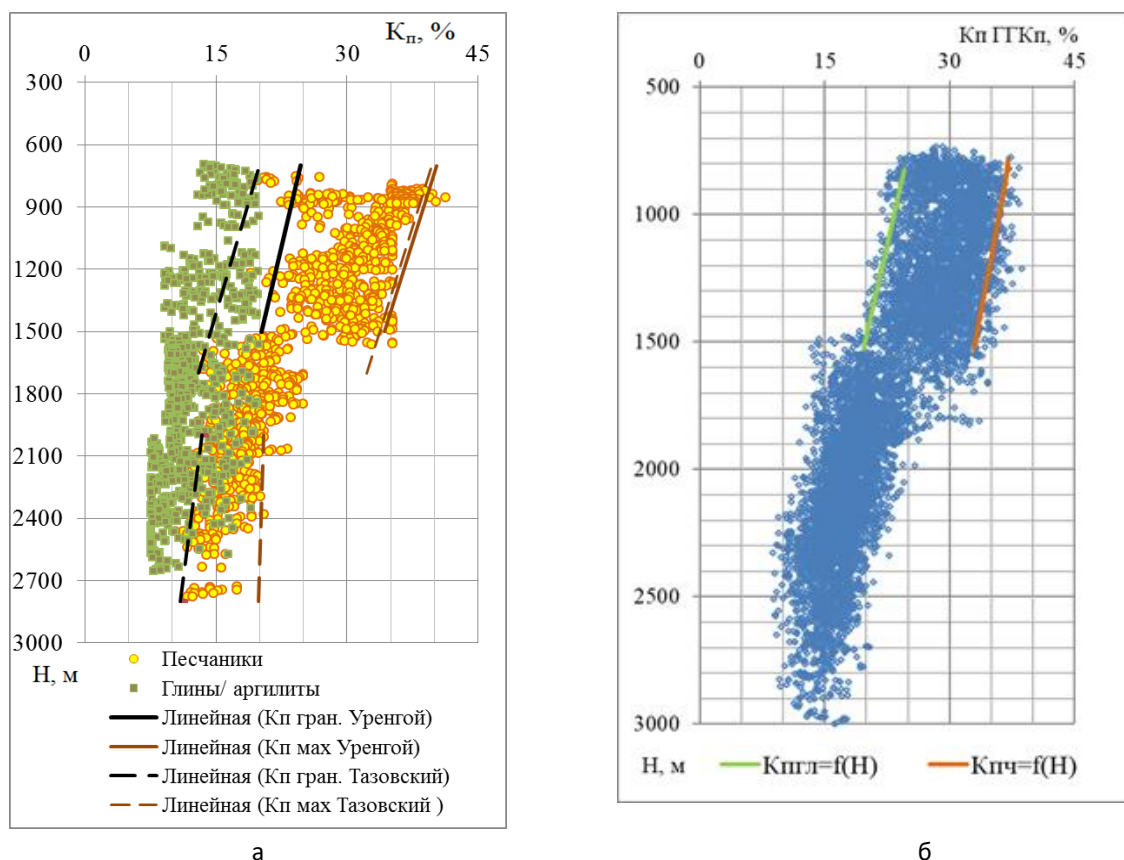 Кп, %
0 15 30 45
300
600
900
1200
1500
1800
2100
2400
2700
3000
Н, м
Песчаники
Глины/ аргилиты
Линейная (Кп гран. Уренгой)
Линейная (Кп мах Уренгой)
Линейная (Кп гран. Тазовский)
Линейная (Кп мах Тазовский )
а
Кп ГГКп, %
0 15 30 45
500
1000
1500
2000
2500
3000
Н, м
Кпгл=f(H)
Кпч=f(H)
б